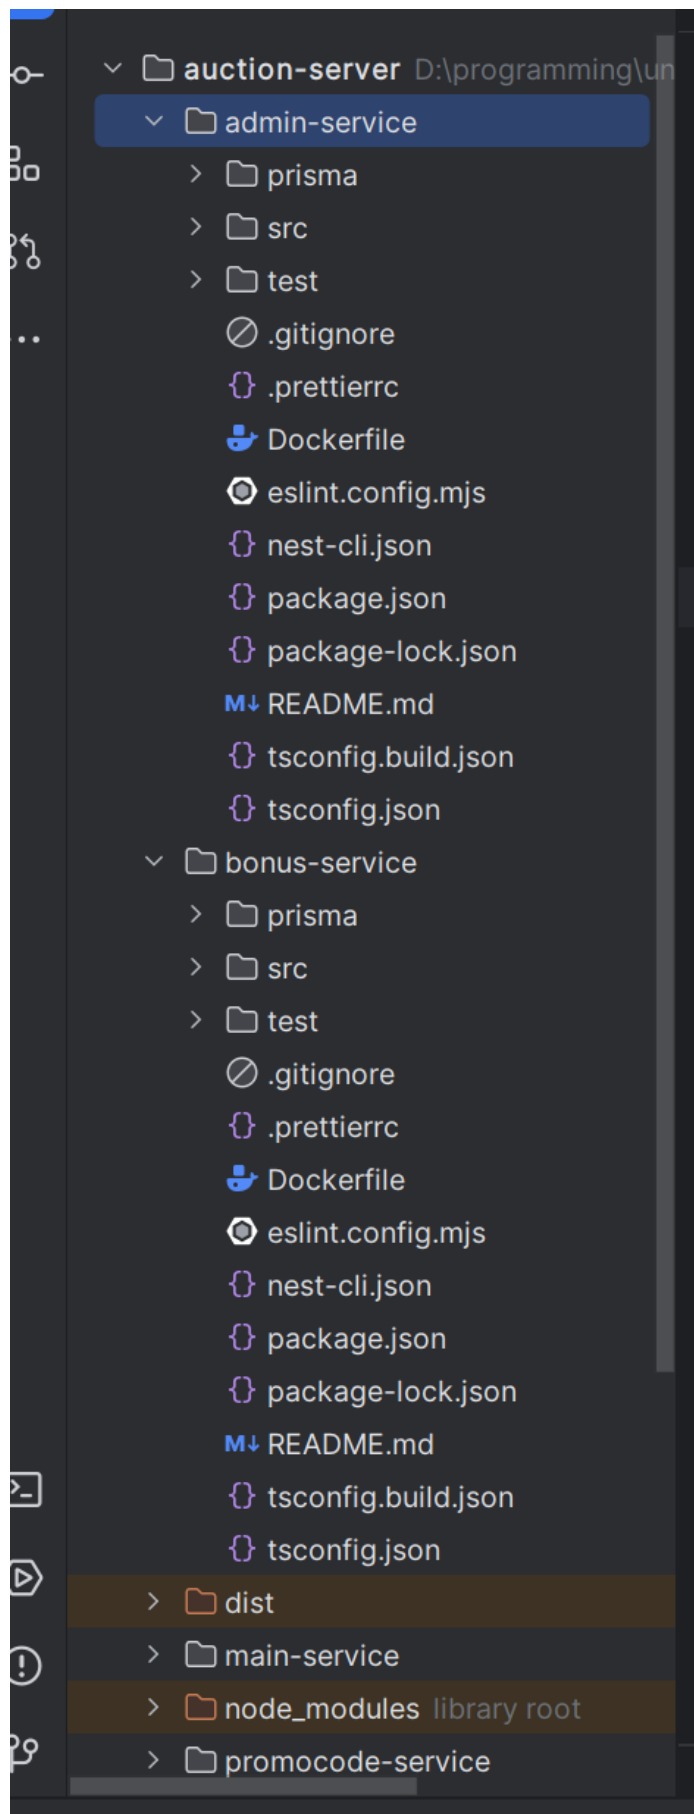 auction-server D:\programming\un
admin-service
prisma
src
test
.gitignore
.prettierrc
Dockerfile
eslint.config.mjs
nest-cli.json
package.json
package-lock.json
M↓ README.md
tsconfig.build.json
tsconfig.json
bonus-service
prisma
src
test
.gitignore
.prettierrc
Dockerfile
eslint.config.mjs
nest-cli.json
package.json
package-lock.json
M↓ README.md
tsconfig.build.json
tsconfig.json
dist
main-service
node_modules library root
promocode-service